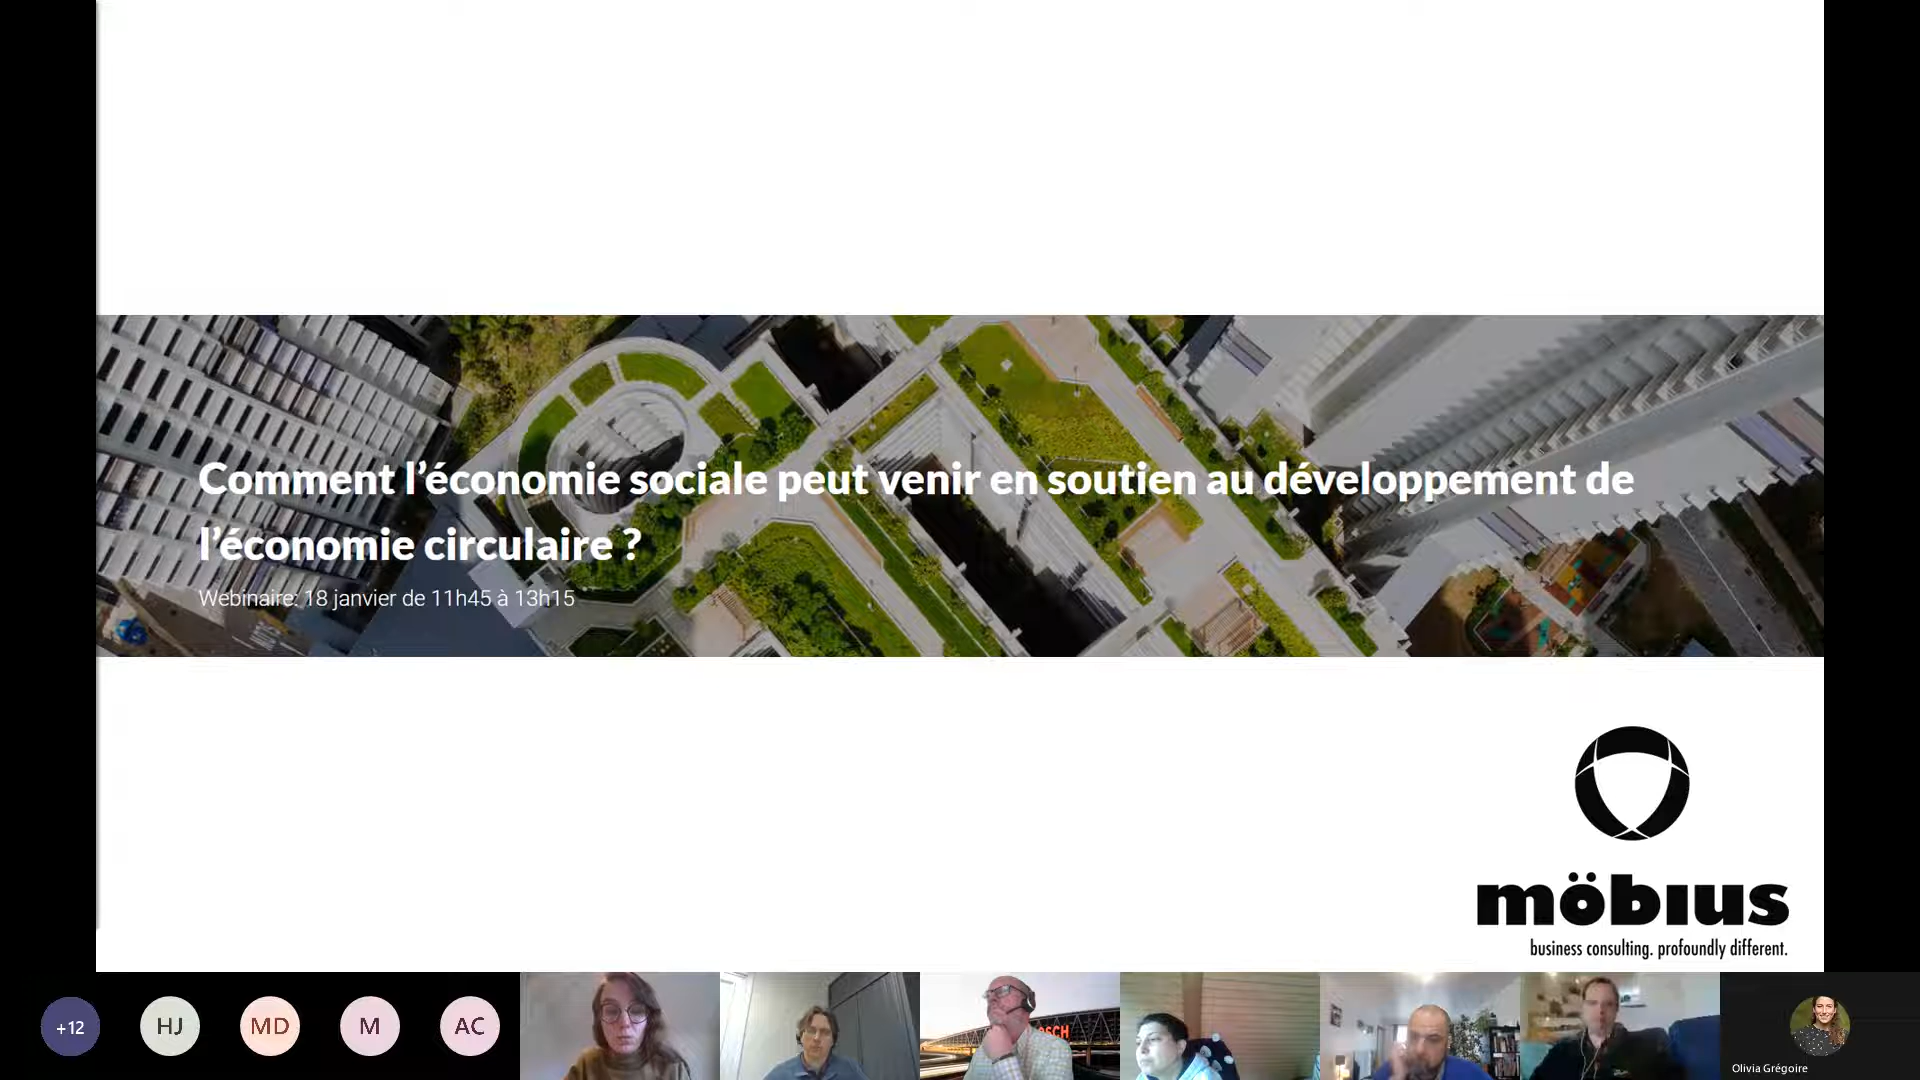 Comment l’économie sociale peut venir en soutien au développement de
l’économie circulaire ?
Webinaire: 18 janvier de 11h45 à 13h15
möbius
business consulting. profoundly different.
+12
HJ
MD
M
AC
Olivia Grégoire